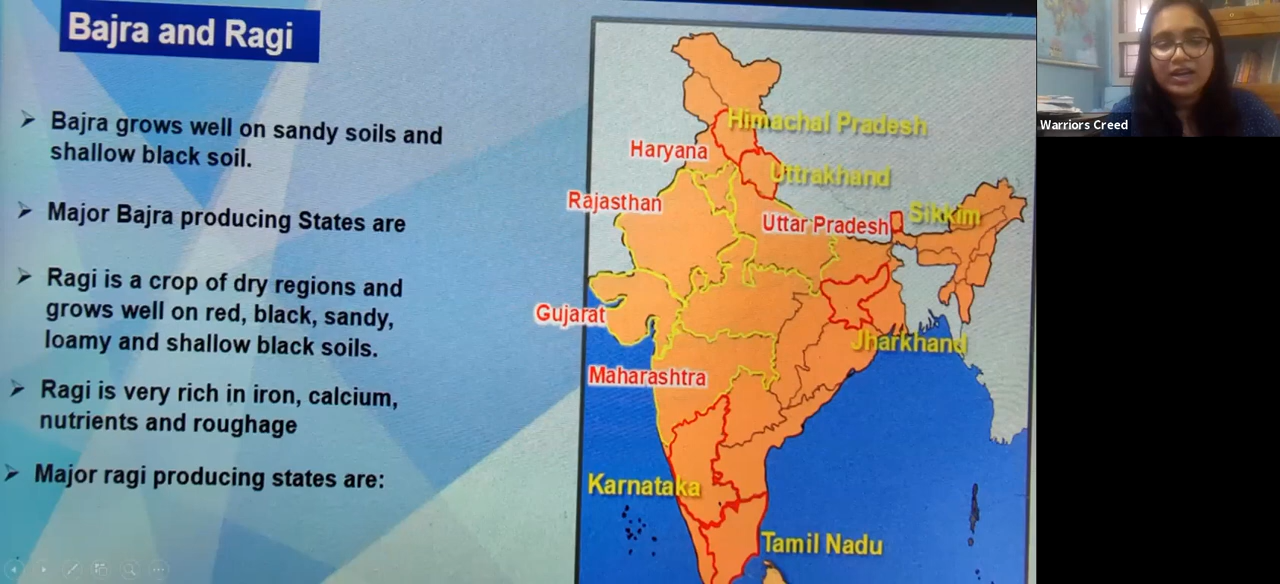 Bajra and Ragi
Bajra grows well on sandy soils and
shallow black soil.
Major Bajra producing States are
Ragi is a crop of dry regions and
grows well on red, black, sandy,
loamy and shallow black soils.
Ragi is very rich in iron, calcium,
nutrients and roughage
Major ragi producing states are:
Himachal Pradesh
Haryana
Uttrakhand
Rajasthan
Uttar Pradesh
Sikkim
Gujarat
Jharkhand
Maharashtra
Karnataka
Tamil Nadu
Warriors Creed